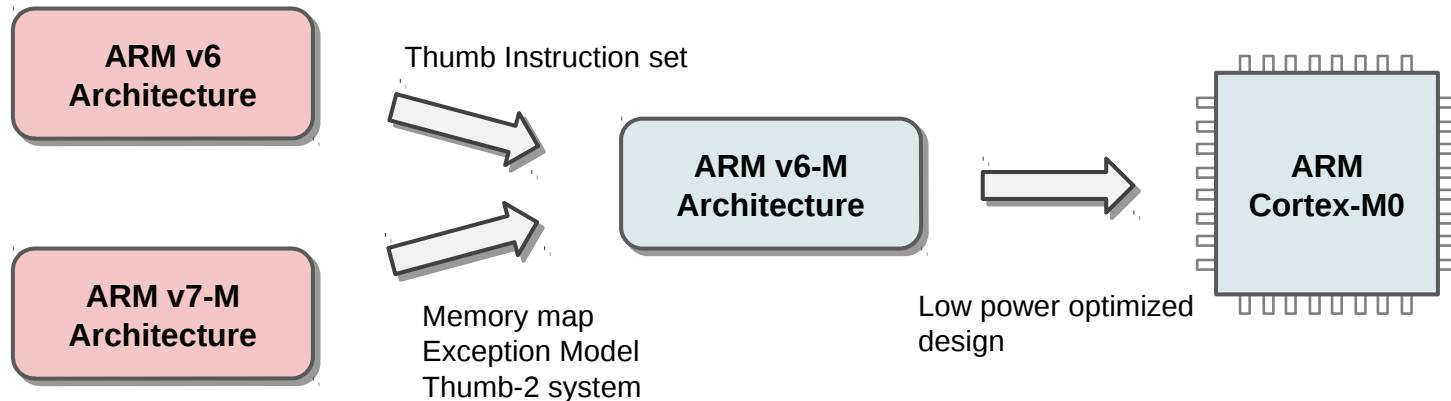 ARM v6
Architecture
Thumb Instruction set
ARM v6-M
Architecture
ARM
Cortex-M0
ARM v7-M
Architecture
Memory map
Exception Model
Thumb-2 system
Low power optimized
design